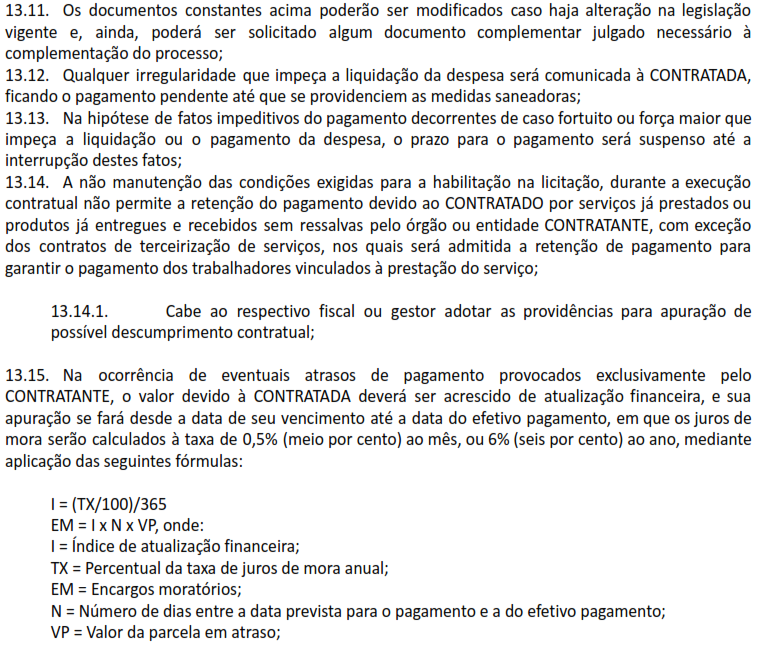 13.11. Os documentos constantes acima poderão ser modificados caso haja alteração na legislação
vigente e, ainda, poderá ser solicitado algum documento complementar julgado necessário à
complementação do processo;
13.12. Qualquer irregularidade que impeça a liquidação da despesa será comunicada à CONTRATADA,
ficando o pagamento pendente até que se providenciem as medidas saneadoras;
13.13. Na hipótese de fatos impeditivos do pagamento decorrentes de caso fortuito ou força maior que
impeça a liquidação ou o pagamento da despesa, o prazo para o pagamento será suspenso até a
interrupção destes fatos;
13.14. A não manutenção das condições exigidas para a habilitação na licitação, durante a execução
contratual não permite a retenção do pagamento devido ao CONTRATADO por serviços já prestados ou
produtos já entregues e recebidos sem ressalvas pelo órgão ou entidade CONTRATANTE, com exceção
dos contratos de terceirização de serviços, nos quais será admitida a retenção de pagamento para
garantir o pagamento dos trabalhadores vinculados à prestação do serviço;
13.14.1. Cabe ao respectivo fiscal ou gestor adotar as providências para apuração de
possível descumprimento contratual;
13.15. Na ocorrência de eventuais atrasos de pagamento provocados exclusivamente pelo
CONTRATANTE, o valor devido à CONTRATADA deverá ser acrescido de atualização financeira, e sua
apuração se fará desde a data de seu vencimento até a data do efetivo pagamento, em que os juros de
mora serão calculados à taxa de 0,5% (meio por cento) ao mês, ou 6% (seis por cento) ao ano, mediante
aplicação das seguintes fórmulas:
I = (TX/100)/365
EM = I x N x VP, onde:
I = Índice de atualização financeira;
TX = Percentual da taxa de juros de mora anual;
EM = Encargos moratórios;
N = Número de dias entre a data prevista para o pagamento e a do efetivo pagamento;
VP = Valor da parcela em atraso;